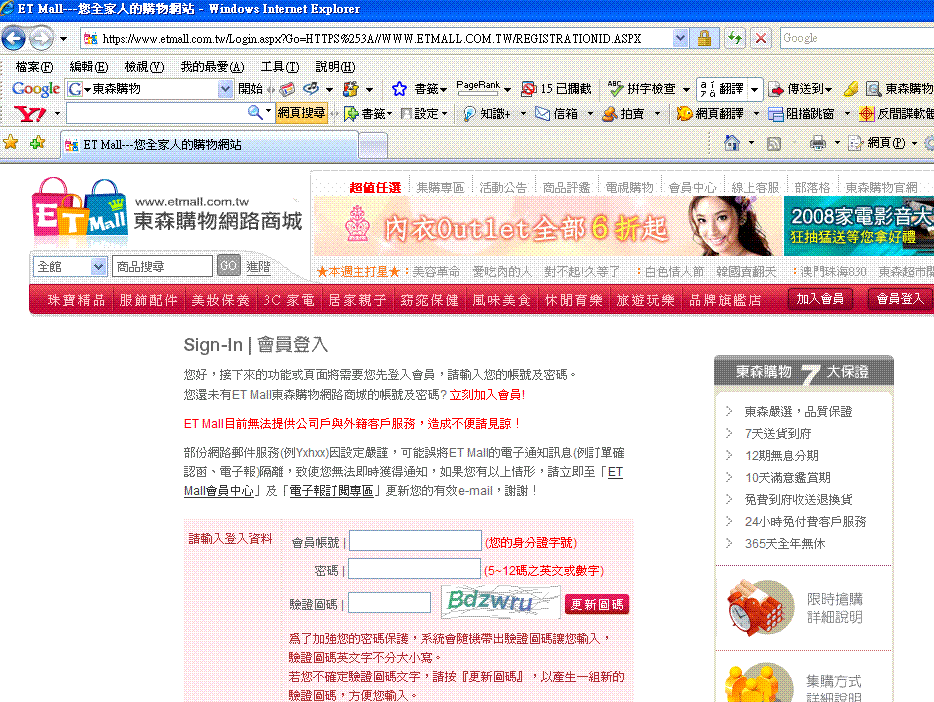 ET Mall---您全家人的購物網站 - Windows Internet Explorer
https://www.etmall.com.tw/Login.aspx?Go=HTTPS%253A//WWW.ETMALL.COM.TW/REGISTRATIONID.ASPX
Google
檔案(F) 編輯(E) 檢視(V) 我的最愛(A) 工具(T) 說明(H)
Google G 東森購物 開始 書籤 PageRank 15 已攔截 拼字檢查 翻譯 傳送到 東森購物
Y! 網頁搜尋 書籤 設定 知識+ 信箱 拍賣 網頁翻譯 阻擋跳窗 反間諜軟體
ET Mall---您全家人的購物網站 網頁(P)
超值任選 集購專區 活動公告 商品評鑑 電視購物 會員中心 線上客服 部落格 東森購物官網
ET Mall
www.etmall.com.tw
東森購物網路商城
內衣Outlet全部6折起
2008家電影音大
狂抽猛送等您拿好禮
全館 商品搜尋 GO 進階
★本週主打星★：美容革命 愛吃肉的人 對不起!久等了 ：白色情人節 韓國賣翻天 ：澳門珠海830 東森超市
珠寶精品 服飾配件 美妝保養 3C家電 居家親子 窈窕保健 風味美食 休閒育樂 旅遊玩樂 品牌旗艦店 加入會員 會員登入
Sign-In | 會員登入
您好，接下來的功能或頁面將需要您先登入會員，請輸入您的帳號及密碼。
您還未有ET Mall東森購物網路商城的帳號及密碼? 立刻加入會員!
ET Mall目前無法提供公司戶與外籍客戶服務，造成不便請見諒！
部份網路郵件服務(例Yxhxx)因設定嚴謹，可能誤將ET Mall的電子通知訊息(例訂單確
認函、電子報)隔離，致使您無法即時獲得通知，如果您有以上情形，請立即至「ET
Mall會員中心」及「電子報訂閱專區」更新您的有效e-mail，謝謝！
請輸入登入資料
會員帳號 | (您的身分證字號)
密碼 | (5~12碼之英文或數字)
驗證圖碼 | Bdzwru 更新圖碼
為了加強您的密碼保護，系統會隨機帶出驗證圖碼讓您輸入，
驗證圖碼英文字不分大小寫。
若您不確定驗證圖碼文字，請按『更新圖碼』，以產生一組新的
驗證圖碼，方便您輸入。
東森購物 7 大保證
東森嚴選，品質保證
7天送貨到府
12期無息分期
10天滿意鑑賞期
免費到府收送退換貨
24小時免付費客戶服務
365天全年無休
限時搶購
詳細說明
集購方式
詳細說明